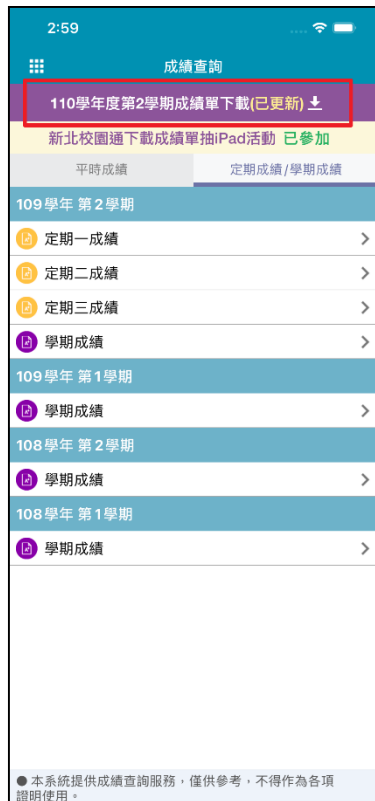 2:59
成績查詢
110學年度第2學期成績單下載(已更新)
新北校園通下載成績單抽iPad活動 已參加
平時成績
定期成績/學期成績
109學年 第2學期
定期一成績
定期二成績
定期三成績
學期成績
109學年 第1學期
學期成績
108學年 第2學期
學期成績
108學年 第1學期
學期成績
● 本系統提供成績查詢服務，僅供參考，不得作為各項
證明使用。